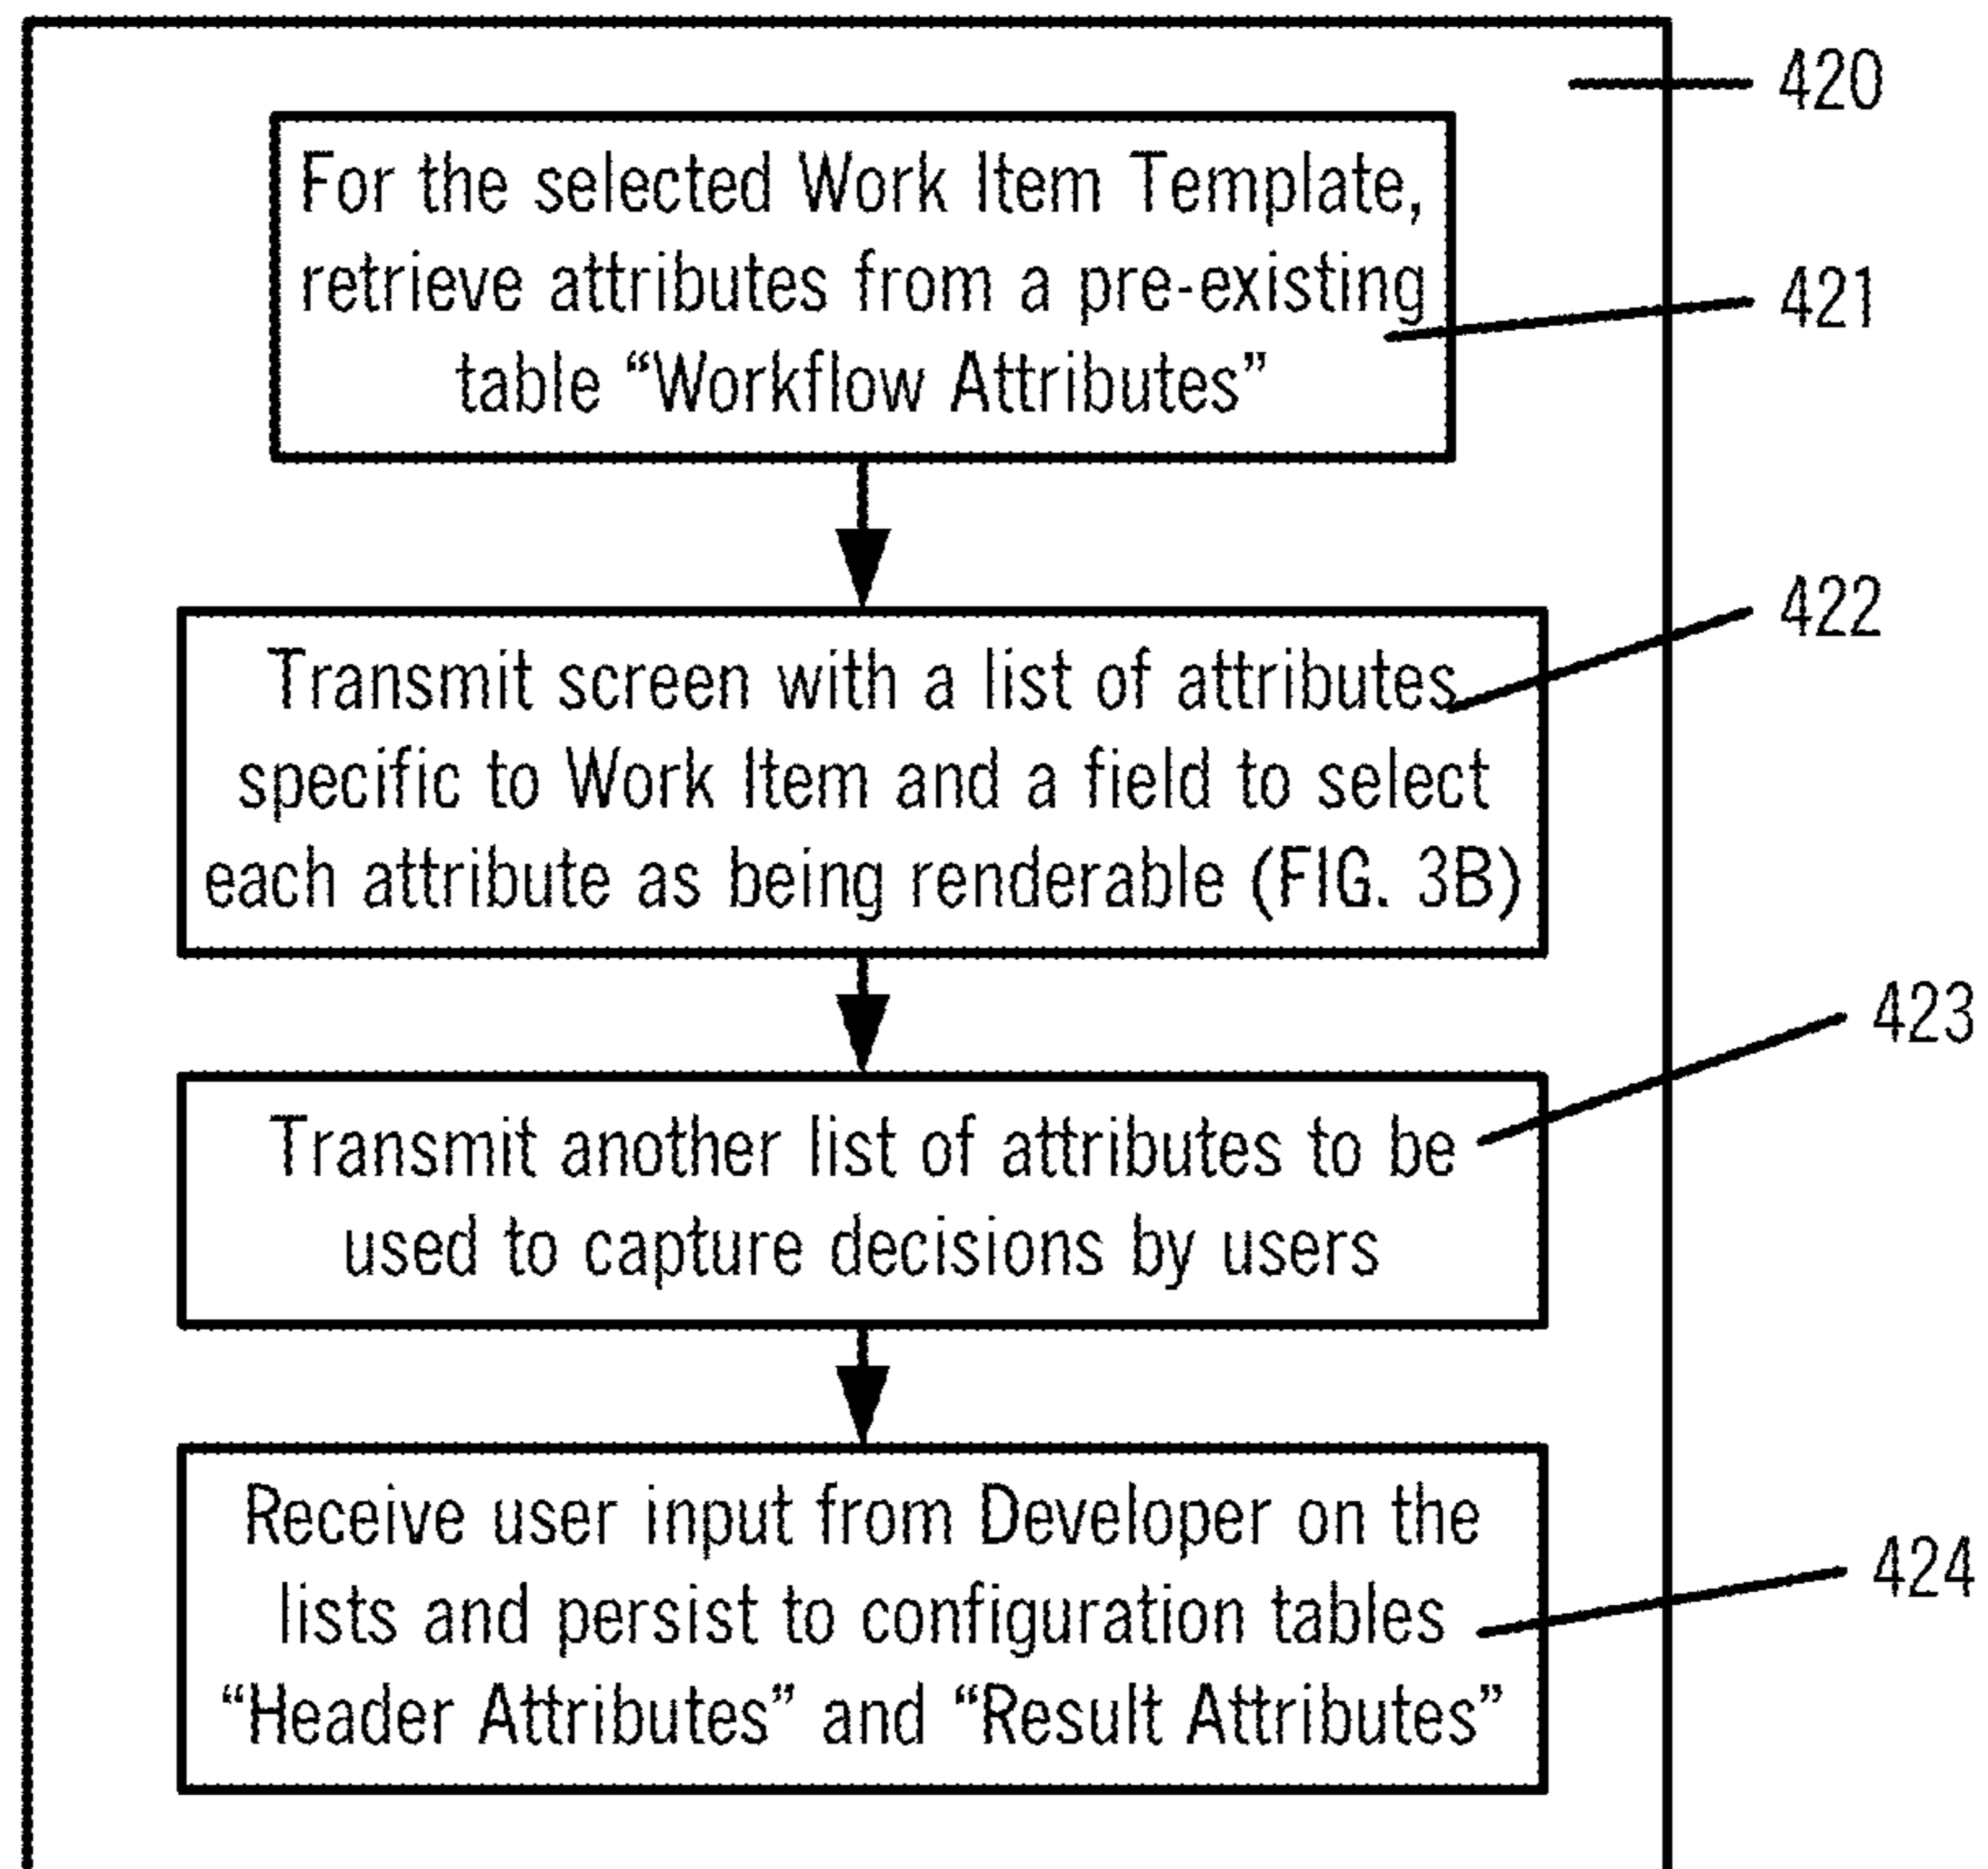 420
For the selected Work Item Template,
retrieve attributes from a pre-existing
table “Workflow Attributes”
421
Transmit screen with a list of attributes
specific to Work Item and a field to select
each attribute as being renderable (FIG. 3B)
422
Transmit another list of attributes to be
used to capture decisions by users
423
Receive user input from Developer on the
lists and persist to configuration tables
“Header Attributes” and “Result Attributes”
424